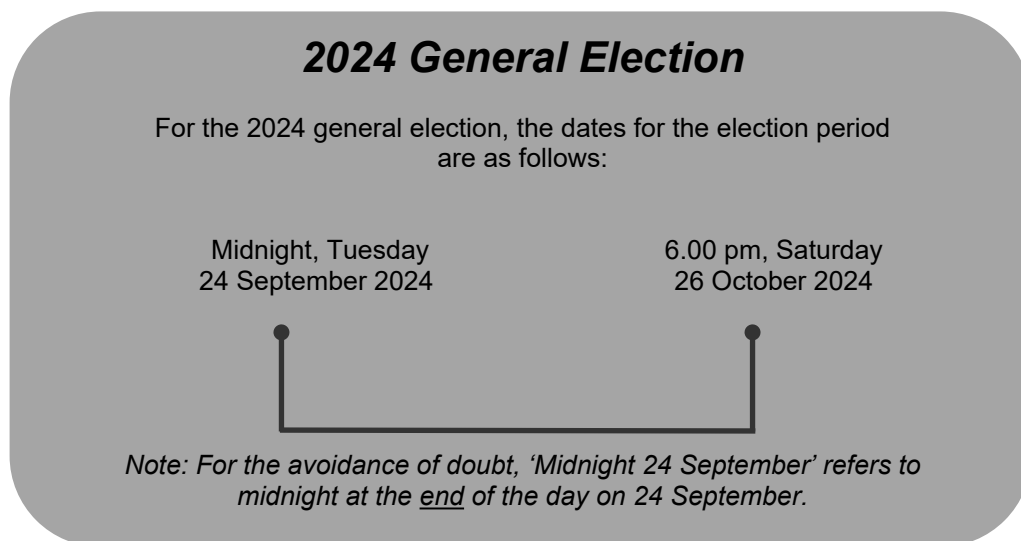 2024 General Election
For the 2024 general election, the dates for the election period
are as follows:
Midnight, Tuesday
24 September 2024
6.00 pm, Saturday
26 October 2024
Note: For the avoidance of doubt, ‘Midnight 24 September’ refers to
midnight at the end of the day on 24 September.